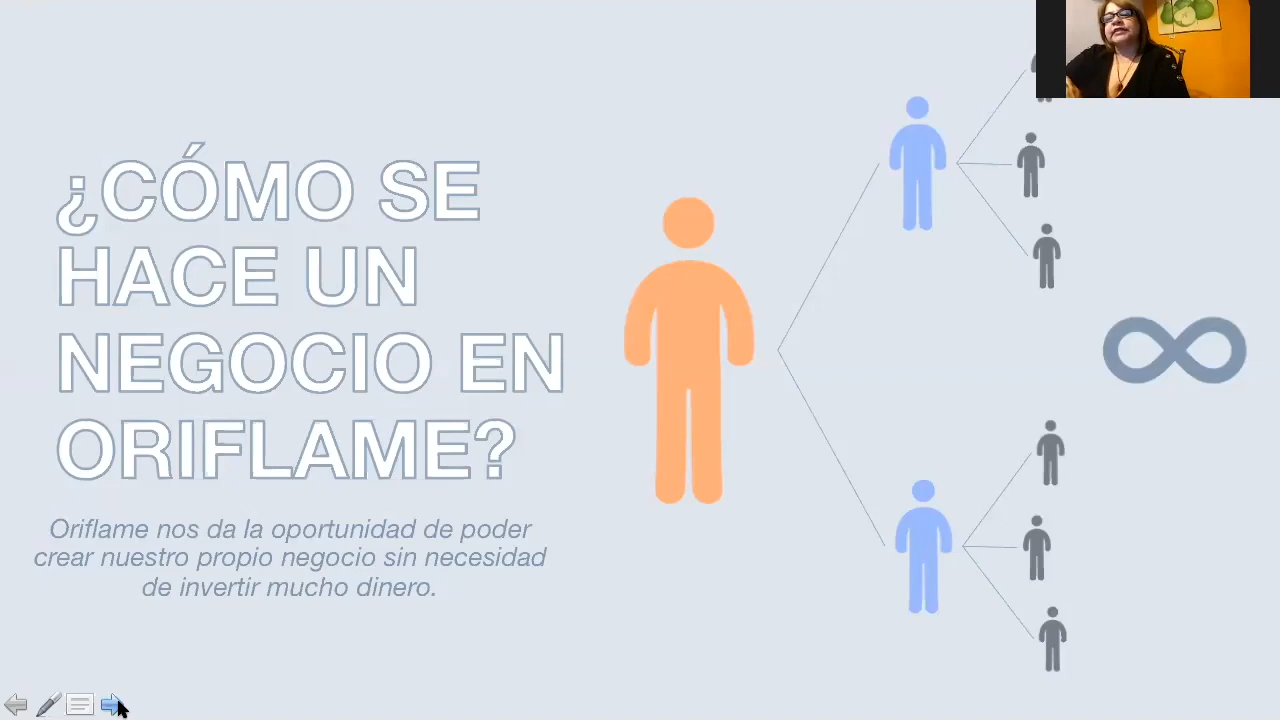 ¿CÓMO SE
HACE UN
NEGOCIO EN
ORIFLAME?
Oriflame nos da la oportunidad de poder
crear nuestro propio negocio sin necesidad
de invertir mucho dinero.